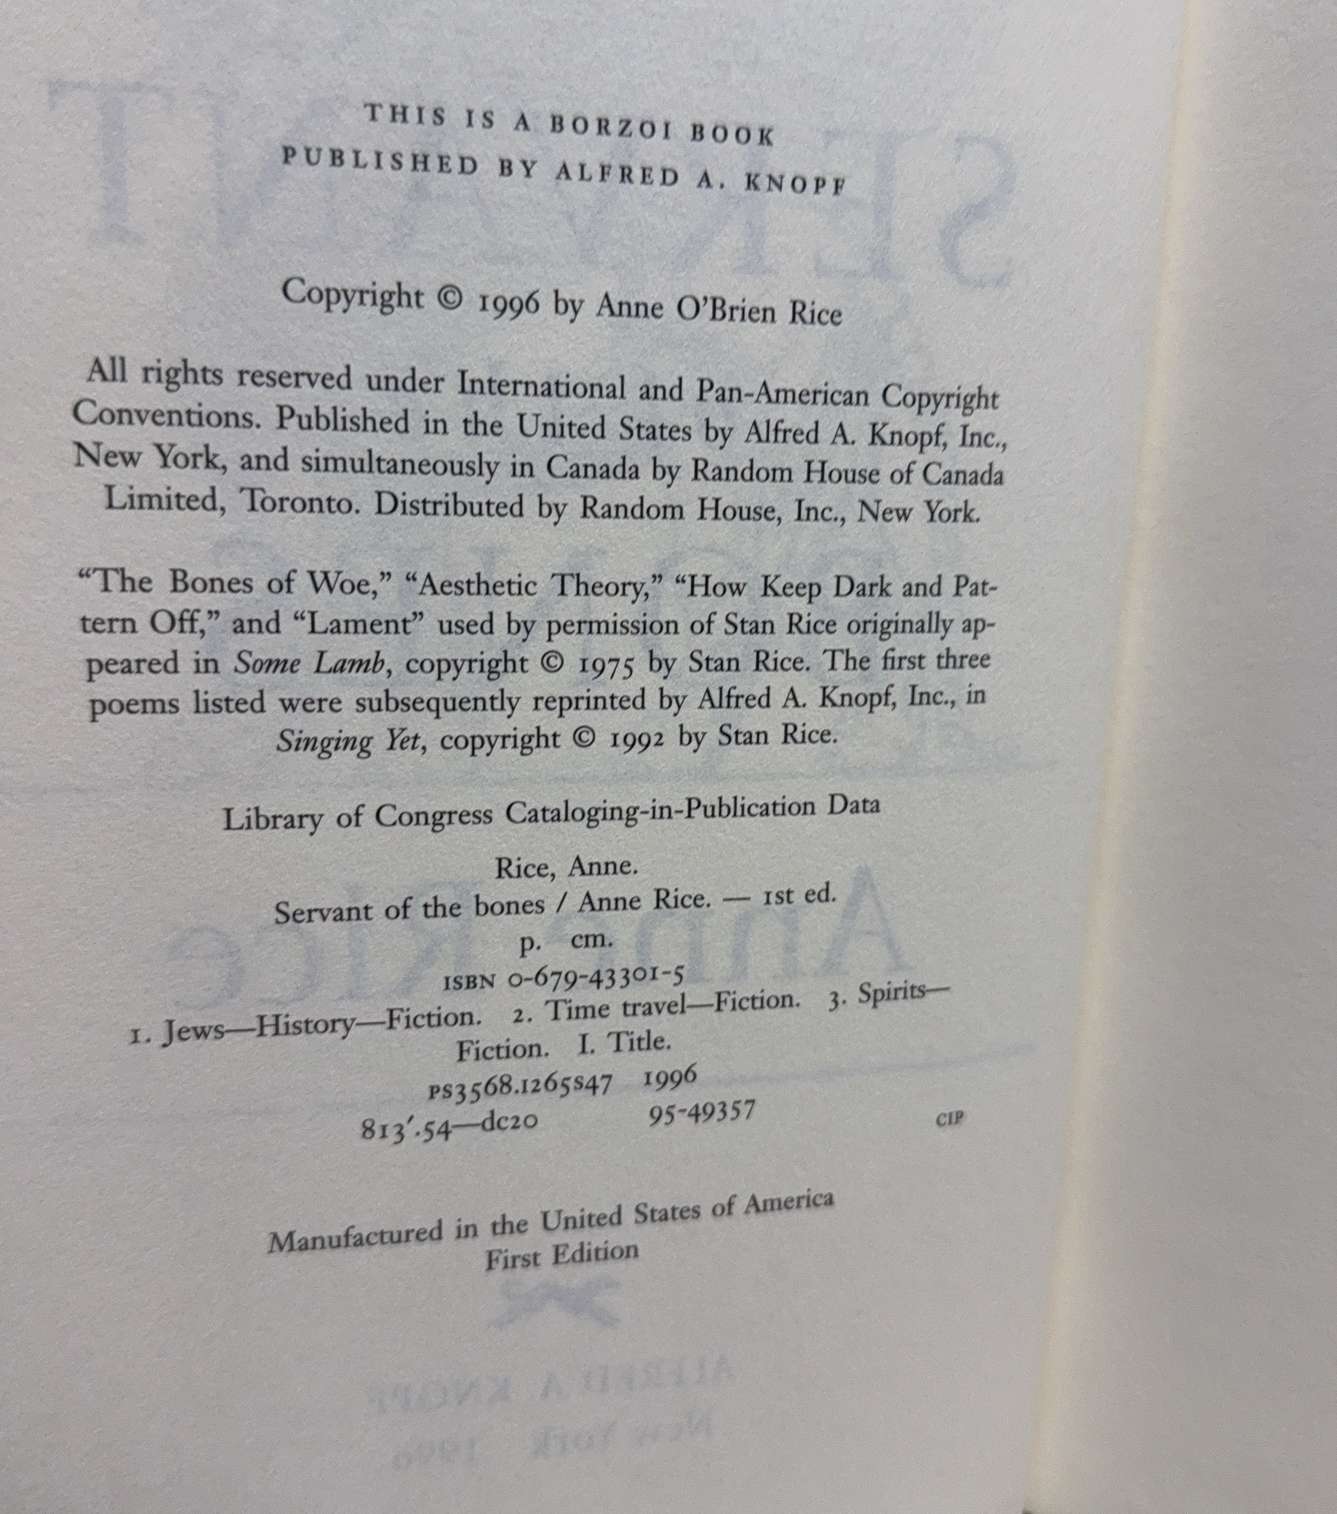 THIS IS A BORZOI BOOK
PUBLISHED BY ALFRED A. KNOPF
Copyright © 1996 by Anne O'Brien Rice
All rights reserved under International and Pan-American Copyright
Conventions. Published in the United States by Alfred A. Knopf, Inc.,
New York, and simultaneously in Canada by Random House of Canada
Limited, Toronto. Distributed by Random House, Inc., New York.
“The Bones of Woe,” “Aesthetic Theory,” “How Keep Dark and Pat-
tern Off,” and “Lament” used by permission of Stan Rice originally ap-
peared in Some Lamb, copyright © 1975 by Stan Rice. The first three
poems listed were subsequently reprinted by Alfred A. Knopf, Inc., in
Singing Yet, copyright © 1992 by Stan Rice.
Library of Congress Cataloging-in-Publication Data
Rice, Anne.
Servant of the bones / Anne Rice. — 1st ed.
p. cm.
ISBN 0-679-43301-5
1. Jews—History—Fiction. 2. Time travel—Fiction. 3. Spirits—
Fiction. I. Title.
PS3568.I265S47 1996
813'.54—dc20 95-49357
CIP
Manufactured in the United States of America
First Edition